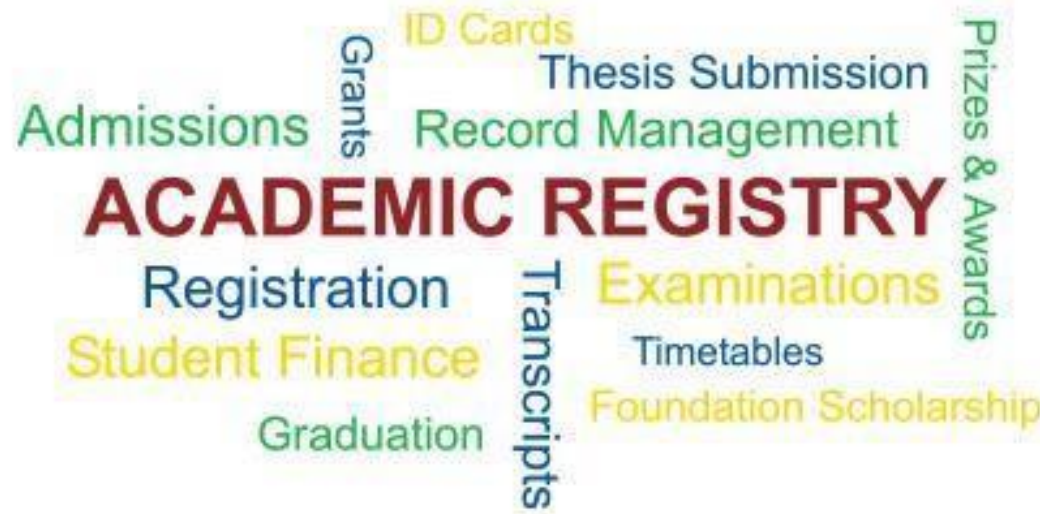 ID Cards
Grants
Thesis Submission
Prizes & Awards
Admissions
Record Management
ACADEMIC REGISTRY
Registration
Transcripts
Examinations
Student Finance
Timetables
Foundation Scholarship
Graduation